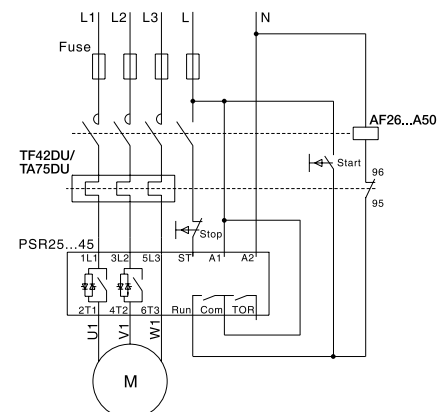 L1 L2 L3 L N
Fuse
AF26...A50
TF42DU/
TA75DU
Start
96
95
Stop
PSR25...45
1L1 3L2 5L3 ST A1 A2
2T1 4T2 6T3 Run Com TOR
U1 V1 W1
M